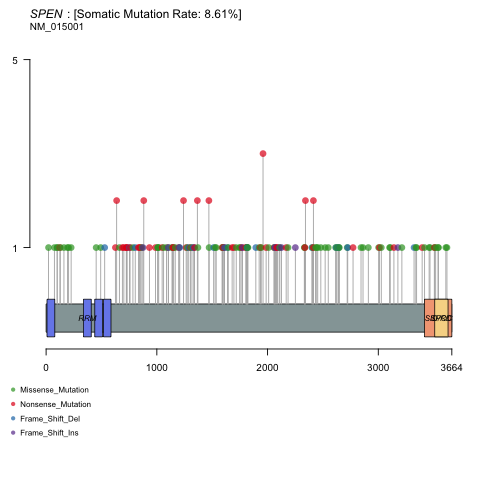 SPEN : [Somatic Mutation Rate: 8.61%]
NM_015001
5
1
RRM
0 1000 2000 3000 3664
Missense_Mutation
Nonsense_Mutation
Frame_Shift_Del
Frame_Shift_Ins